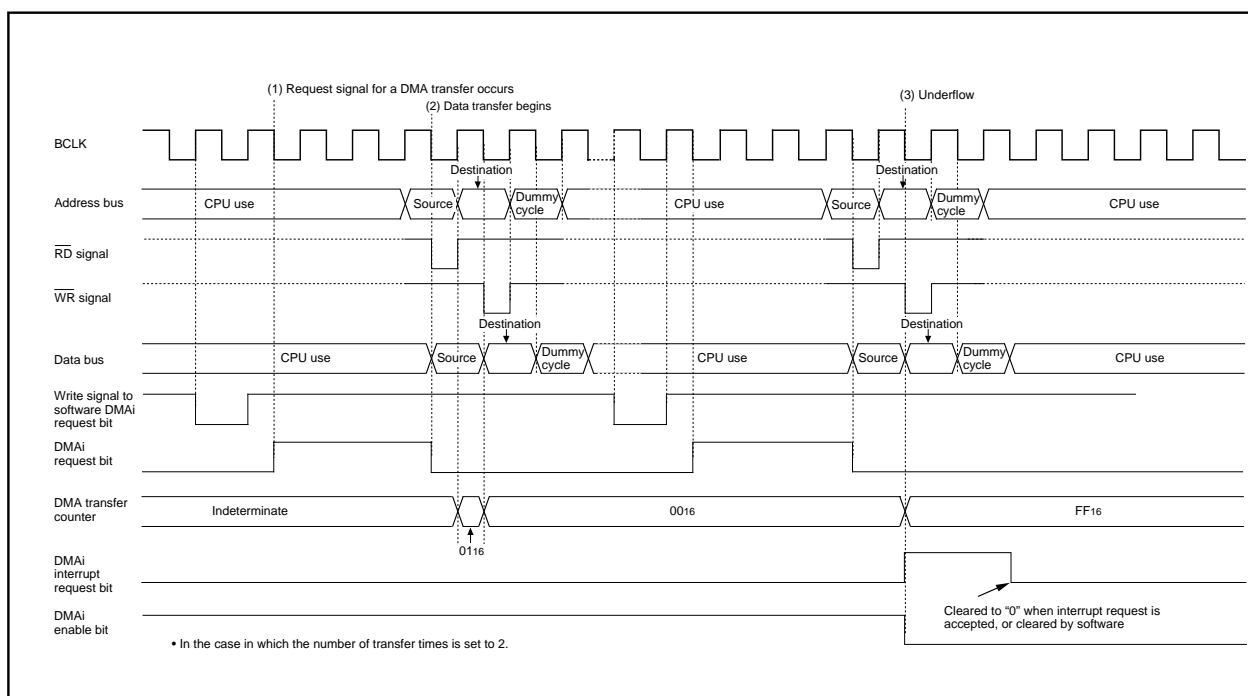 (1) Request signal for a DMA transfer occurs
(2) Data transfer begins
(3) Underflow
BCLK
Destination
Destination
Address bus
CPU use
Source
Dummy
cycle
CPU use
Source
Dummy
cycle
CPU use
RD signal
WR signal
Destination
Destination
Data bus
CPU use
Source
Dummy
cycle
CPU use
Source
Dummy
cycle
CPU use
Write signal to
software DMAi
request bit
DMAi
request bit
DMA transfer
counter
Indeterminate
0116
0016
FF16
DMAi
interrupt
request bit
Cleared to “0” when interrupt request is
accepted, or cleared by software
DMAi
enable bit
• In the case in which the number of transfer times is set to 2.